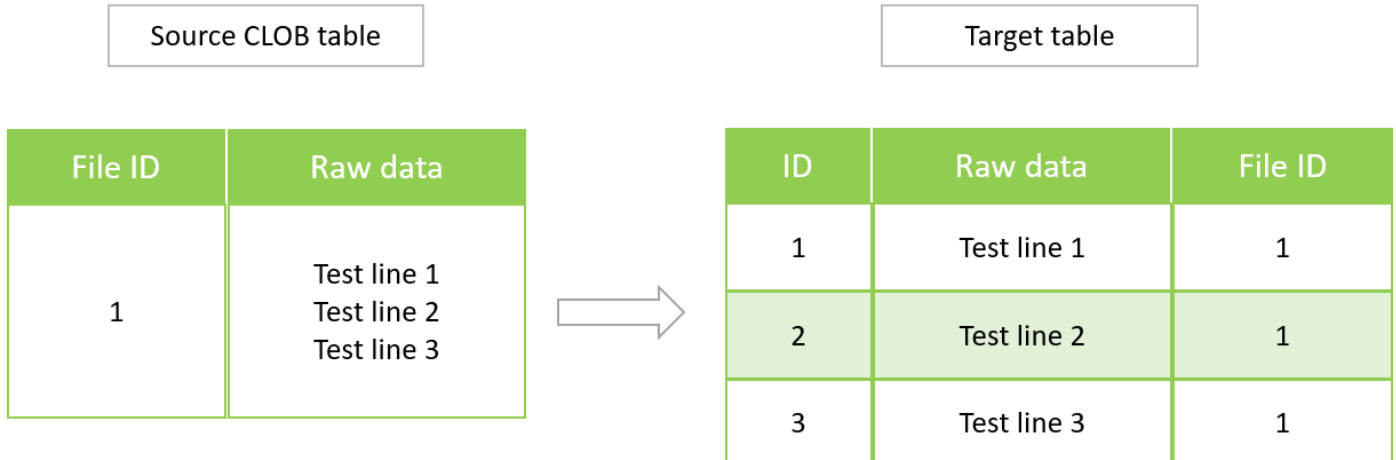 Source CLOB table
Target table
File ID
Raw data
1
Test line 1
Test line 2
Test line 3
ID
Raw data
File ID
1
Test line 1
1
2
Test line 2
1
3
Test line 3
1